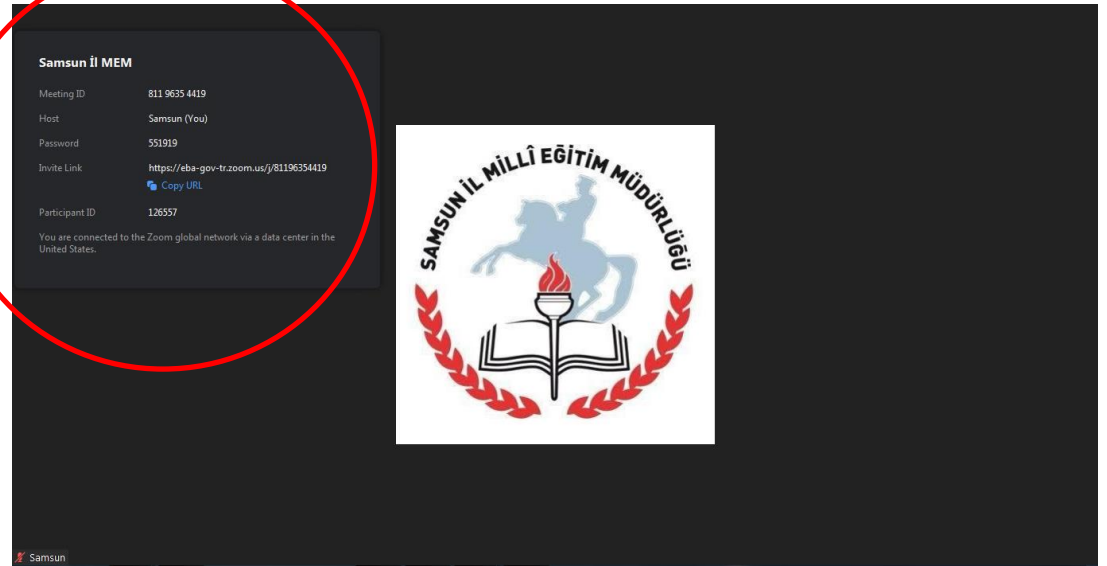 Samsun İl MEM
Meeting ID 811 9635 4419
Host Samsun (You)
Password 551919
Invite Link https://eba-gov-tr.zoom.us/j/81196354419
Copy URL
Participant ID 126557
You are connected to the Zoom global network via a data center in the
United States.
SAMSUN İL MİLLÎ EĞİTİM MÜDÜRLÜĞÜ
Samsun